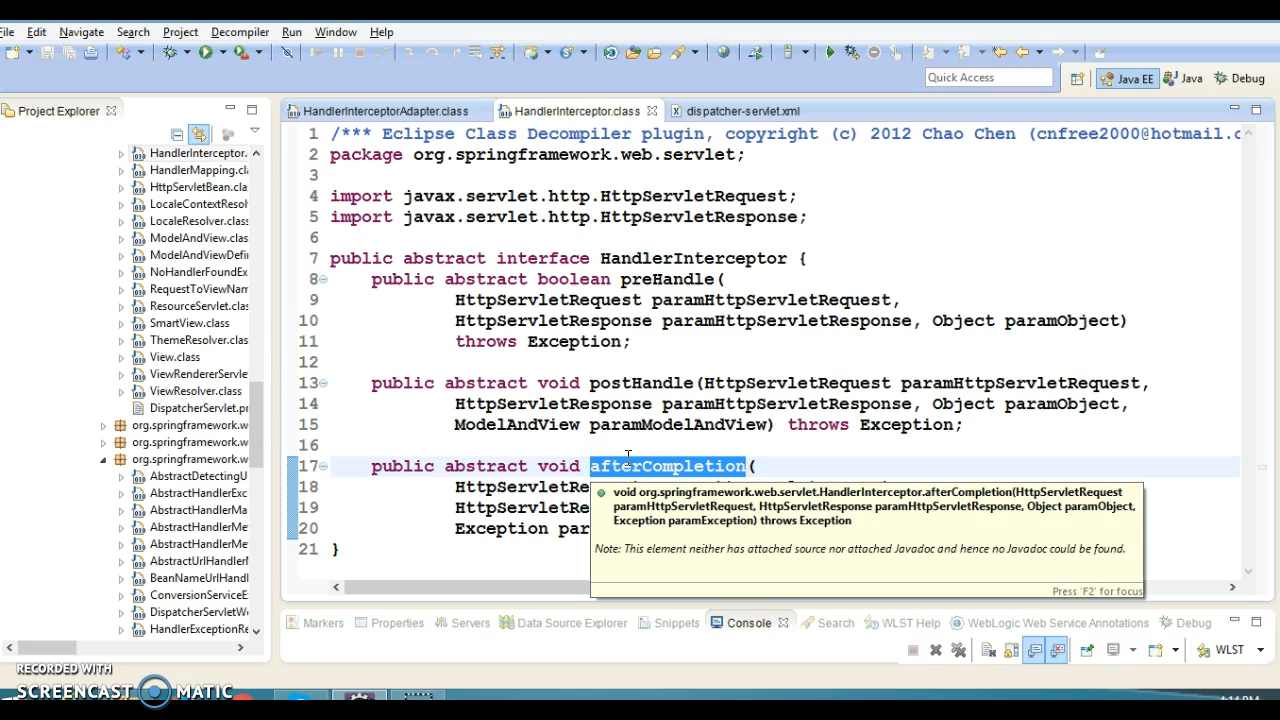 File Edit Navigate Search Project Decompiler Run Window Help
Quick Access
Java EE
Java
Debug
Project Explorer
HandlerInterceptorAdapter.class
HandlerInterceptor.class
dispatcher-servlet.xml
HandlerInterceptor.
HandlerMapping.cl
HttpServletBean.cla
LocaleContextResol
LocaleResolver.class
ModelAndView.clas
ModelAndViewDefi
NoHandlerFoundEx
RequestToViewNam
ResourceServlet.clas
SmartView.class
ThemeResolver.clas
View.class
ViewRendererServle
ViewResolver.class
DispatcherServlet.pr
org.springframework.w
org.springframework.w
org.springframework.w
AbstractDetectingU
AbstractHandlerExc
AbstractHandlerMa
AbstractHandlerMe
AbstractHandlerMe
AbstractUrlHandlerM
BeanNameUrlHandl
ConversionServiceE
DispatcherServletWe
HandlerExceptionRe
1 /*** Eclipse Class Decompiler plugin, copyright (c) 2012 Chao Chen (cnfree2000@hotmail.c
2 package org.springframework.web.servlet;
3
4 import javax.servlet.http.HttpServletRequest;
5 import javax.servlet.http.HttpServletResponse;
6
7 public abstract interface HandlerInterceptor {
8 public abstract boolean preHandle(
9 HttpServletRequest paramHttpServletRequest,
10 HttpServletResponse paramHttpServletResponse, Object paramObject)
11 throws Exception;
12
13 public abstract void postHandle(HttpServletRequest paramHttpServletRequest,
14 HttpServletResponse paramHttpServletResponse, Object paramObject,
15 ModelAndView paramModelAndView) throws Exception;
16
17 public abstract void afterCompletion(
18 HttpServletRe
19 HttpServletRe
20 Exception par
21 }
void org.springframework.web.servlet.HandlerInterceptor.afterCompletion(HttpServletRequest
paramHttpServletRequest, HttpServletResponse paramHttpServletResponse, Object paramObject,
Exception paramException) throws Exception
Note: This element neither has attached source nor attached Javadoc and hence no Javadoc could be found.
Press 'F2' for focus
Markers Properties Servers Data Source Explorer Snippets Console Search WLST Help WebLogic Web Service Annotations Debug
WLST
RECORDED WITH
SCREENCAST MATIC